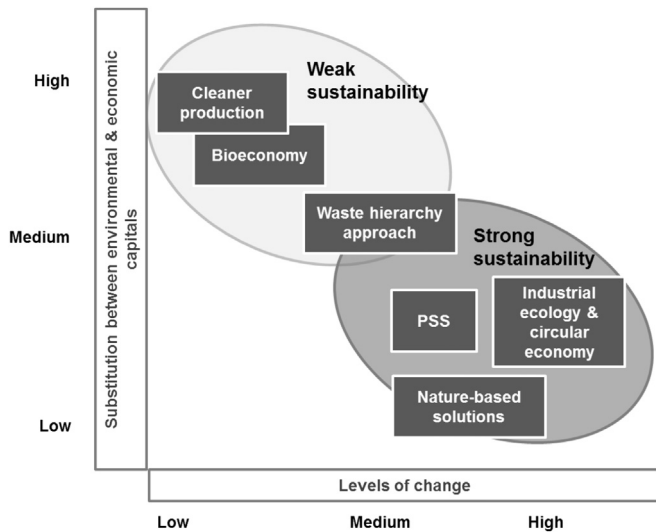 High
Medium
Low
Substitution between environmental & economic
capitals
Weak
sustainability
Cleaner
production
Bioeconomy
Waste hierarchy
approach
Strong
sustainability
PSS
Industrial
ecology &
circular
economy
Nature-based
solutions
Levels of change
Low
Medium
High